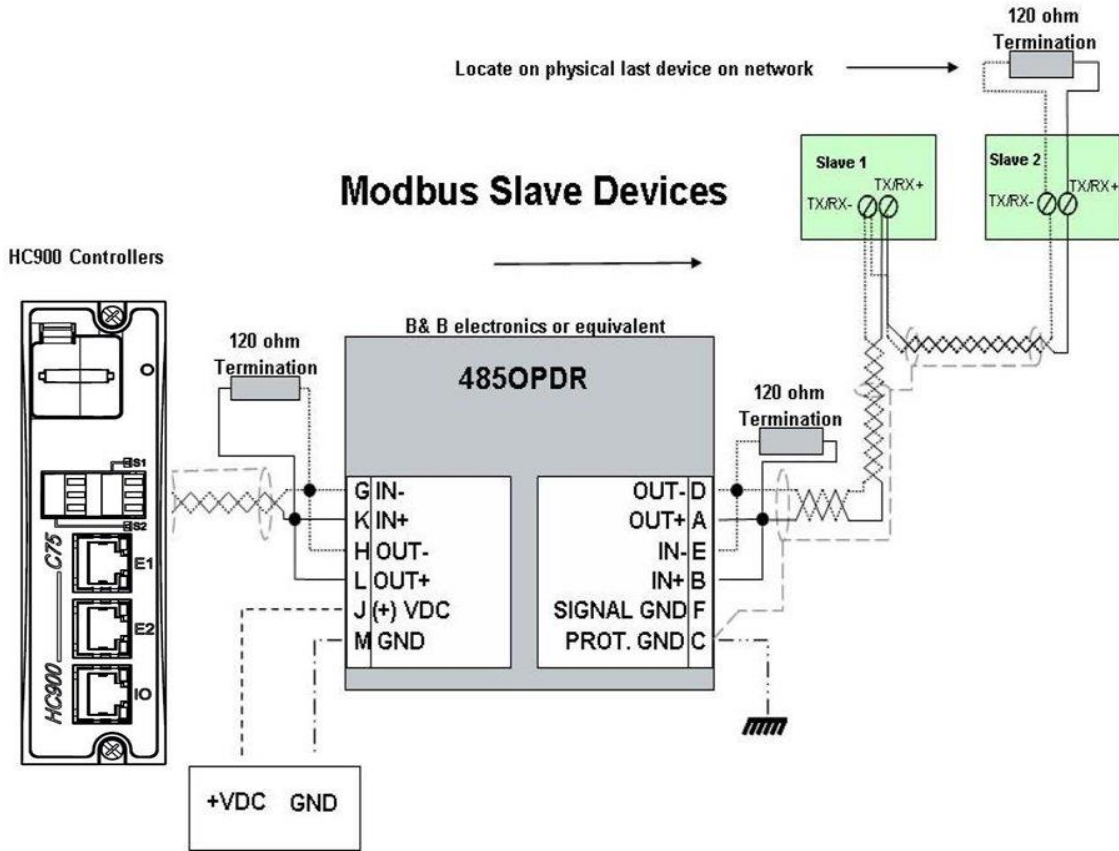 120 ohm
Termination
Locate on physical last device on network
Slave 1
TX/RX+
TX/RX-
Slave 2
TX/RX+
TX/RX-
Modbus Slave Devices
HC900 Controllers
B& B electronics or equivalent
120 ohm
Termination
485OPDR
120 ohm
Termination
S1
S2
C75
E1
E2
HC900
IO
G IN-
K IN+
H OUT-
L OUT+
J (+) VDC
M GND
OUT- D
OUT+ A
IN- E
IN+ B
SIGNAL GND F
PROT. GND C
+VDC GND